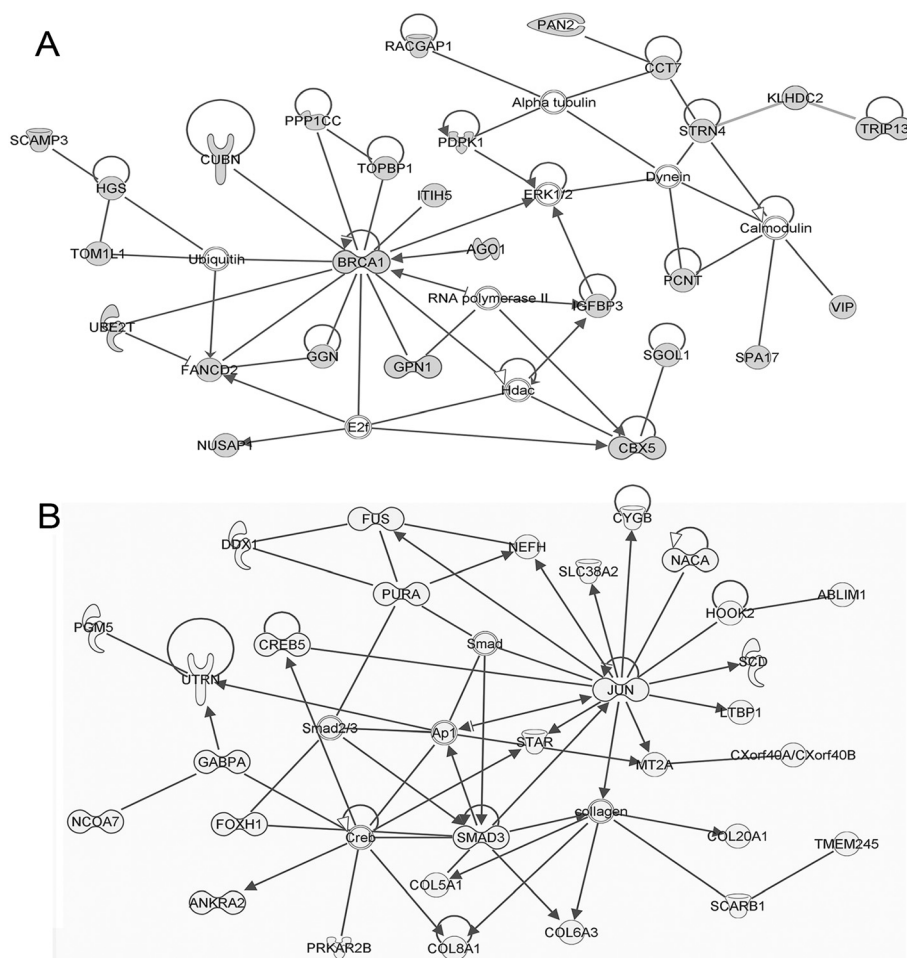 A
PAN2
RACGAP1
CCT7
Alpha tubulin
KLHDC2
SCAMP3
PPP1CC
STRN4
TRIP13
CUBN
TOPBP1
PDPK1
HGS
ITIH5
ERK1/2
Dynein
TOM1L1
Ubiquitin
BRCA1
AGO1
Calmodulin
RNA polymerase II
IGFBP3
PCNT
VIP
UBE2T
FANCD2
GGN
GPN1
SGOL1
SPA17
Hdac
NUSAP1
E2f
CBX5
B
FUS
CYGB
DDX1
NEFH
SLC38A2
NACA
PURA
ABLIM1
HOOK2
PGM5
CREB5
Smad
UTRN
SCD
JUN
LTBP1
Smad2/3
Ap1
STAR
CXorf40A/CXorf40B
GABPA
MT2A
NCOA7
FOXH1
Creb
SMAD3
collagen
COL20A1
TMEM245
COL5A1
ANKRA2
SCARB1
PRKAR2B
COL8A1
COL6A3